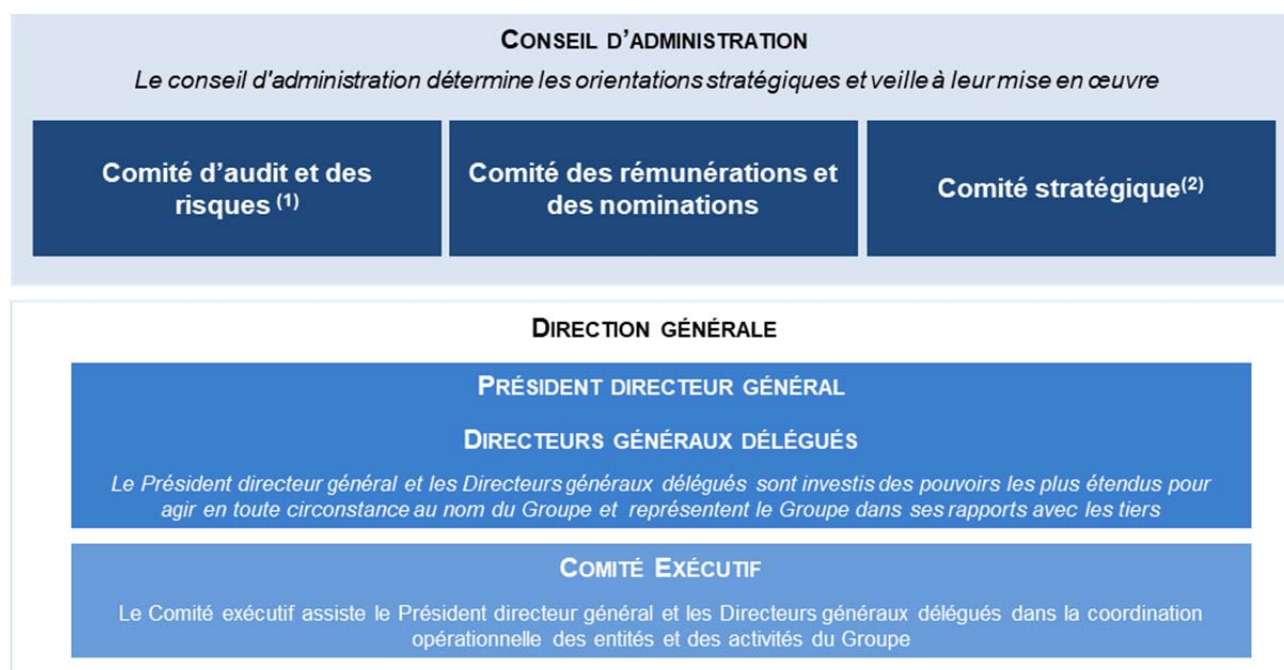 CONSEIL D'ADMINISTRATION
Le conseil d'administration détermine les orientations stratégiques et veille à leur mise en œuvre
Comité d'audit et des
risques (1)
Comité des rémunérations et
des nominations
Comité stratégique(2)
DIRECTION GÉNÉRALE
PRÉSIDENT DIRECTEUR GÉNÉRAL
DIRECTEURS GÉNÉRAUX DÉLÉGUÉS
Le Président directeur général et les Directeurs généraux délégués sont investis des pouvoirs les plus étendus pour
agir en toute circonstance au nom du Groupe et représentent le Groupe dans ses rapports avec les tiers
COMITÉ EXÉCUTIF
Le Comité exécutif assiste le Président directeur général et les Directeurs généraux délégués dans la coordination
opérationnelle des entités et des activités du Groupe